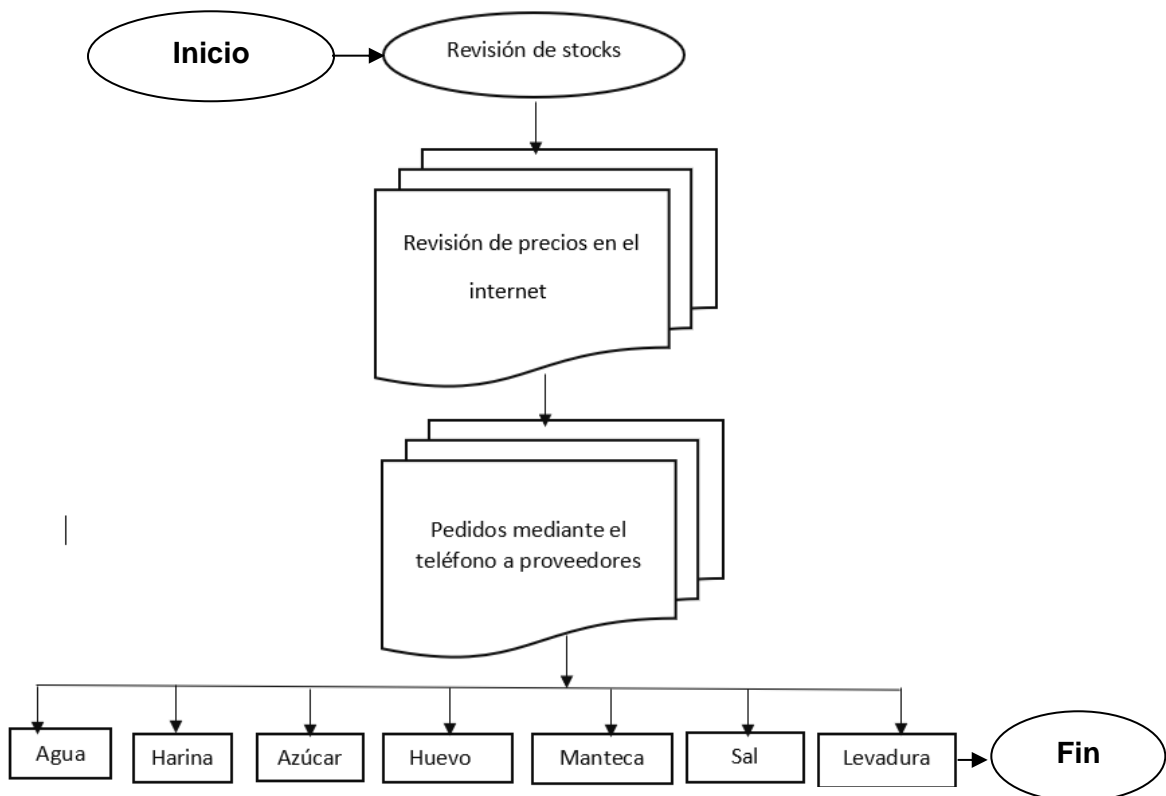 Inicio
Revisión de stocks
Revisión de precios en el
internet
Pedidos mediante el
teléfono a proveedores
Agua
Harina
Azúcar
Huevo
Manteca
Sal
Levadura
Fin